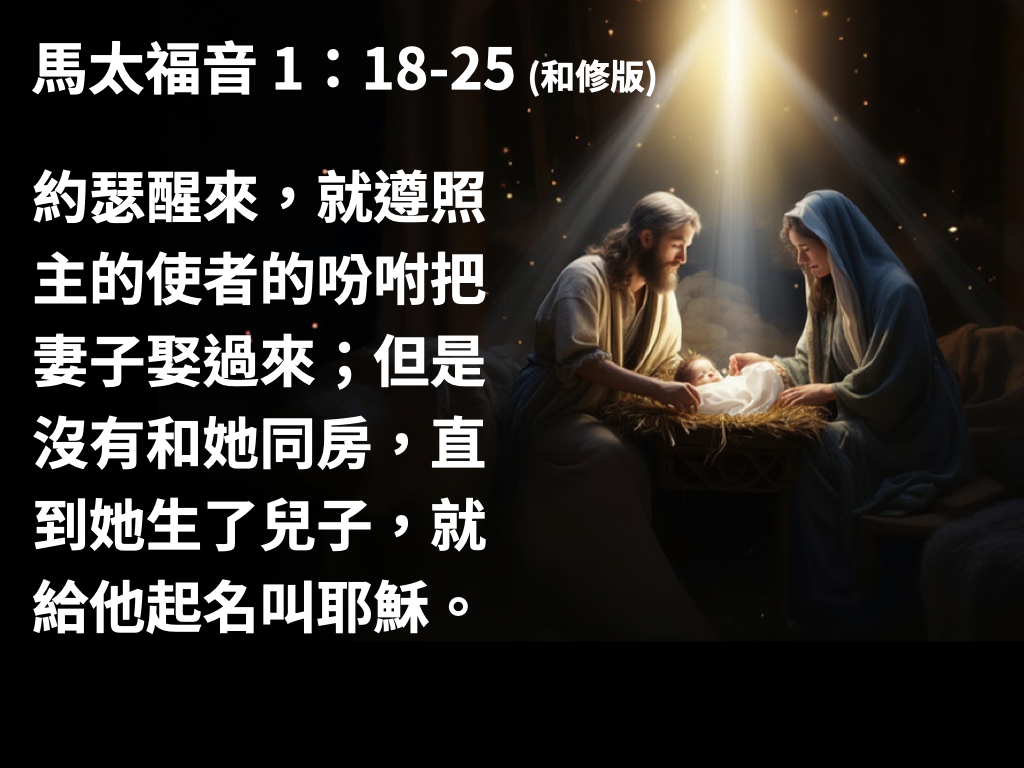 馬太福音 1：18-25 (和修版)
約瑟醒來，就遵照
主的使者的吩咐把
妻子娶過來；但是
沒有和她同房，直
到她生了兒子，就
給他起名叫耶穌。